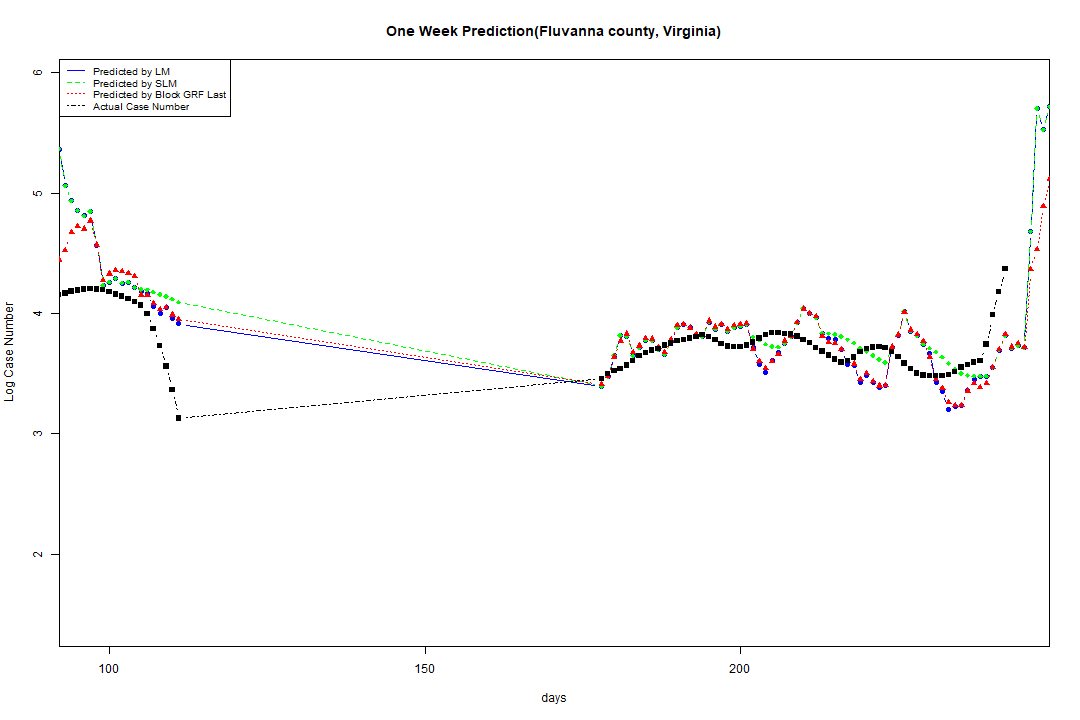 One Week Prediction(Fluvanna county, Virginia)
Predicted by LM
Predicted by SLM
Predicted by Block GRF Last
Actual Case Number
Log Case Number
6
5
4
3
2
100 150 200
days